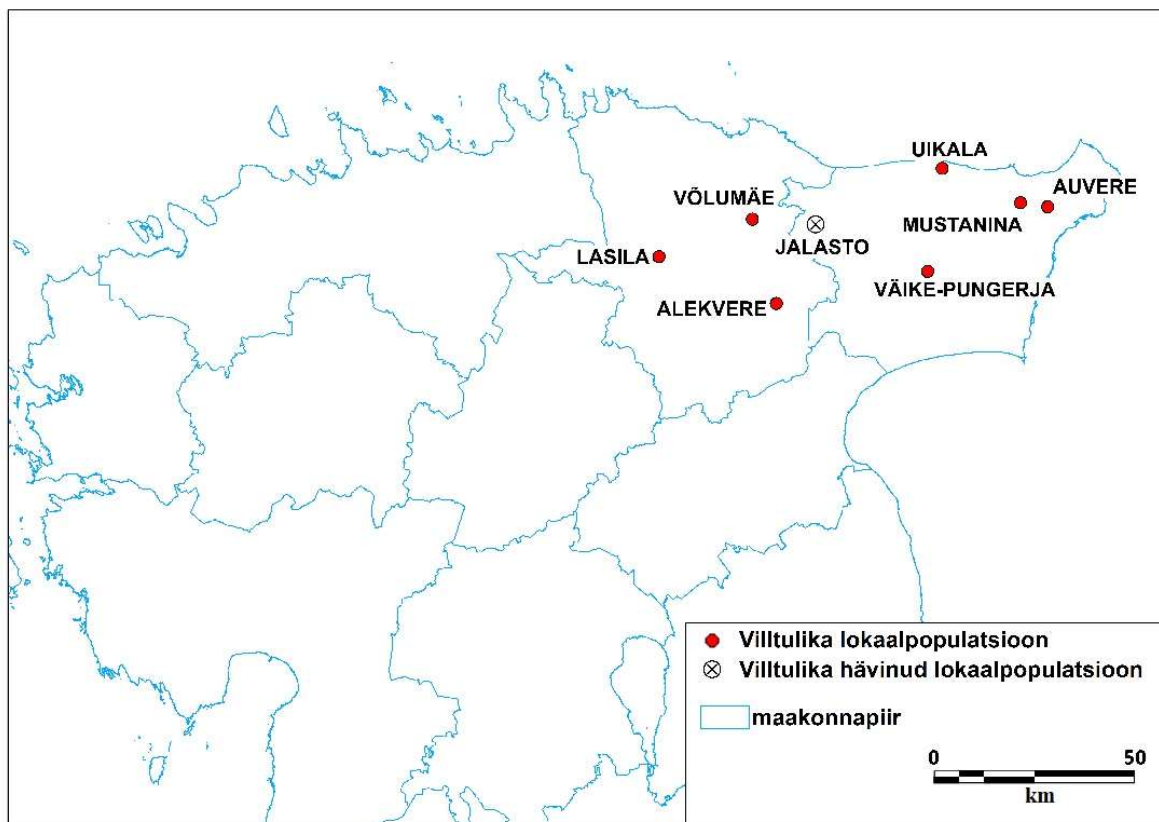 UIKALA
AUVERE
VÕLUMÄE
MUSTANINA
JALASTO
LASILA
VÄIKE-PUNGERJA
ALEKVERE
Villtulika lokaalpopulatsioon
Villtulika hävinud lokaalpopulatsioon
maakonnapiir
0 50
km